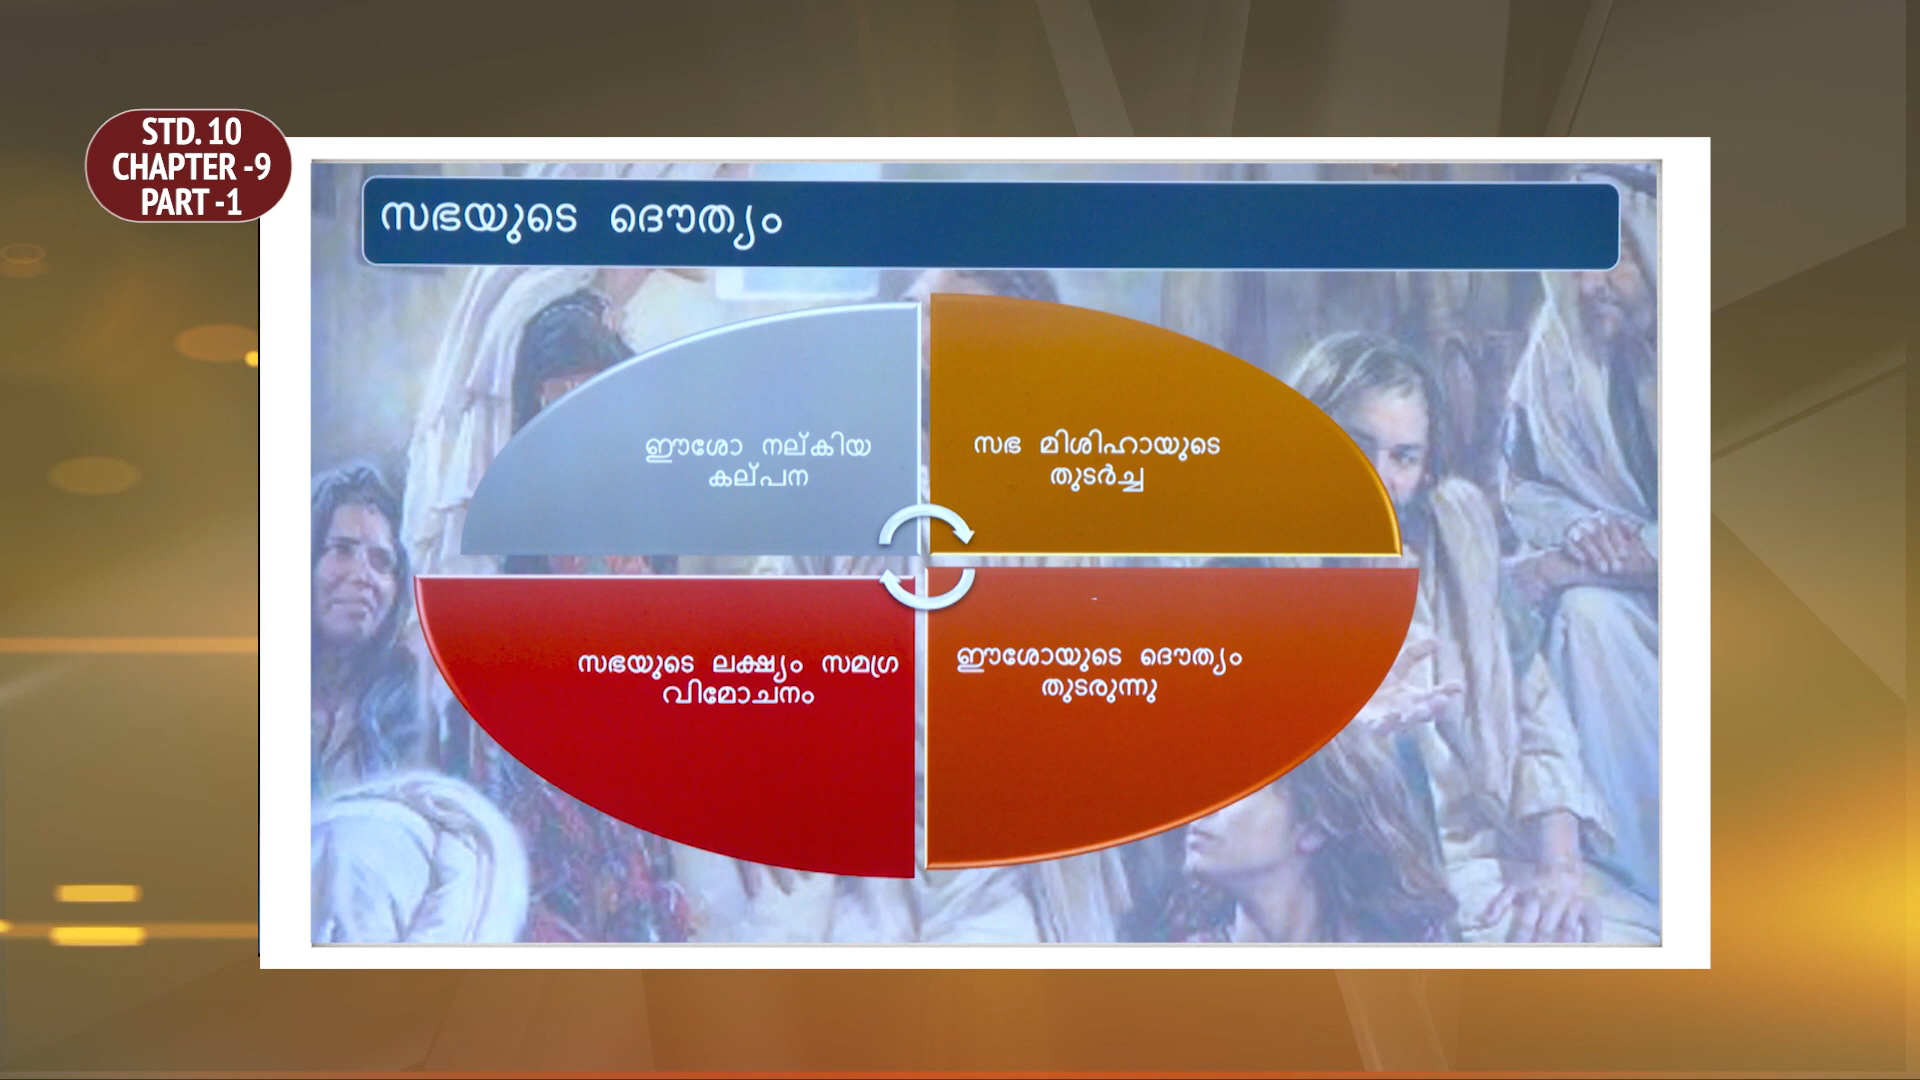 STD. 10
CHAPTER -9
PART -1
സഭയുടെ ദൌത്യം
ഈശോ നല്കിയ
കല്പന
സഭ മിശിഹായുടെ
തുടർച്ച
സഭയുടെ ലക്ഷ്യം സമഗ്ര
വിമോചനം
ഈശോയുടെ ദൌത്യം
തുടരുന്നു